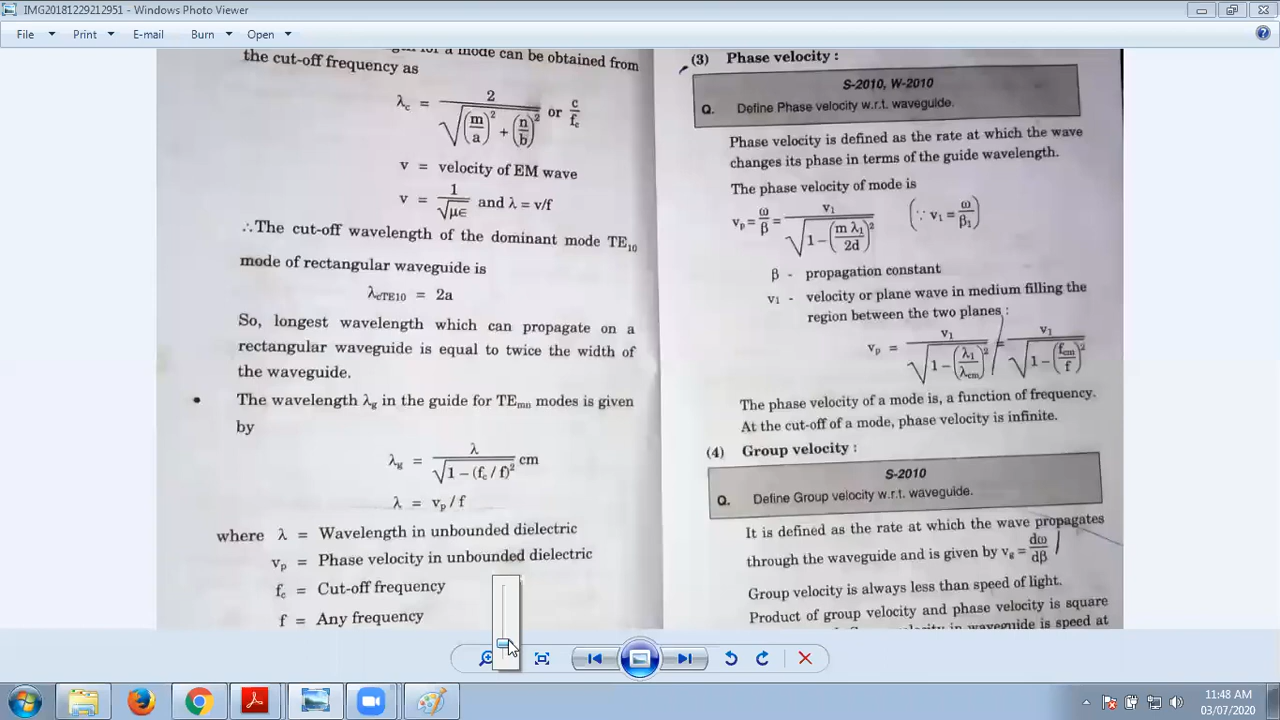 IMG20181229212951 - Windows Photo Viewer
File Print E-mail Burn Open
for a mode can be obtained from
the cut-off frequency as
λc = 2 / √((m/a)² + (n/b)²) or c/fc
v = velocity of EM wave
v = 1/√με and λ = v/f
∴The cut-off wavelength of the dominant mode TE10
mode of rectangular waveguide is
λcTE10 = 2a
So, longest wavelength which can propagate on a
rectangular waveguide is equal to twice the width of
the waveguide.
• The wavelength λg in the guide for TEmn modes is given
by
λg = λ / √(1 – (fc / f)²) cm
λ = vp / f
where λ = Wavelength in unbounded dielectric
vp = Phase velocity in unbounded dielectric
fc = Cut-off frequency
f = Any frequency
(3) Phase velocity :
S-2010, W-2010
Q. Define Phase velocity w.r.t. waveguide.
Phase velocity is defined as the rate at which the wave
changes its phase in terms of the guide wavelength.
The phase velocity of mode is
vp = ω/β = v1 / √(1 – (m λ1/2d)²) (∵ v1 = ω/β1)
β - propagation constant
v1 - velocity or plane wave in medium filling the
region between the two planes :
vp = v1 / √(1 – (λ1/λcm)²) = v1 / √(1 – (fcm/f)²)
The phase velocity of a mode is, a function of frequency.
At the cut-off of a mode, phase velocity is infinite.
(4) Group velocity :
S-2010
Q. Define Group velocity w.r.t. waveguide.
It is defined as the rate at which the wave propagates
through the waveguide and is given by vg = dω/dβ
Group velocity is always less than speed of light.
Product of group velocity and phase velocity is square
in waveguide is speed at
11:48 AM
03/07/2020